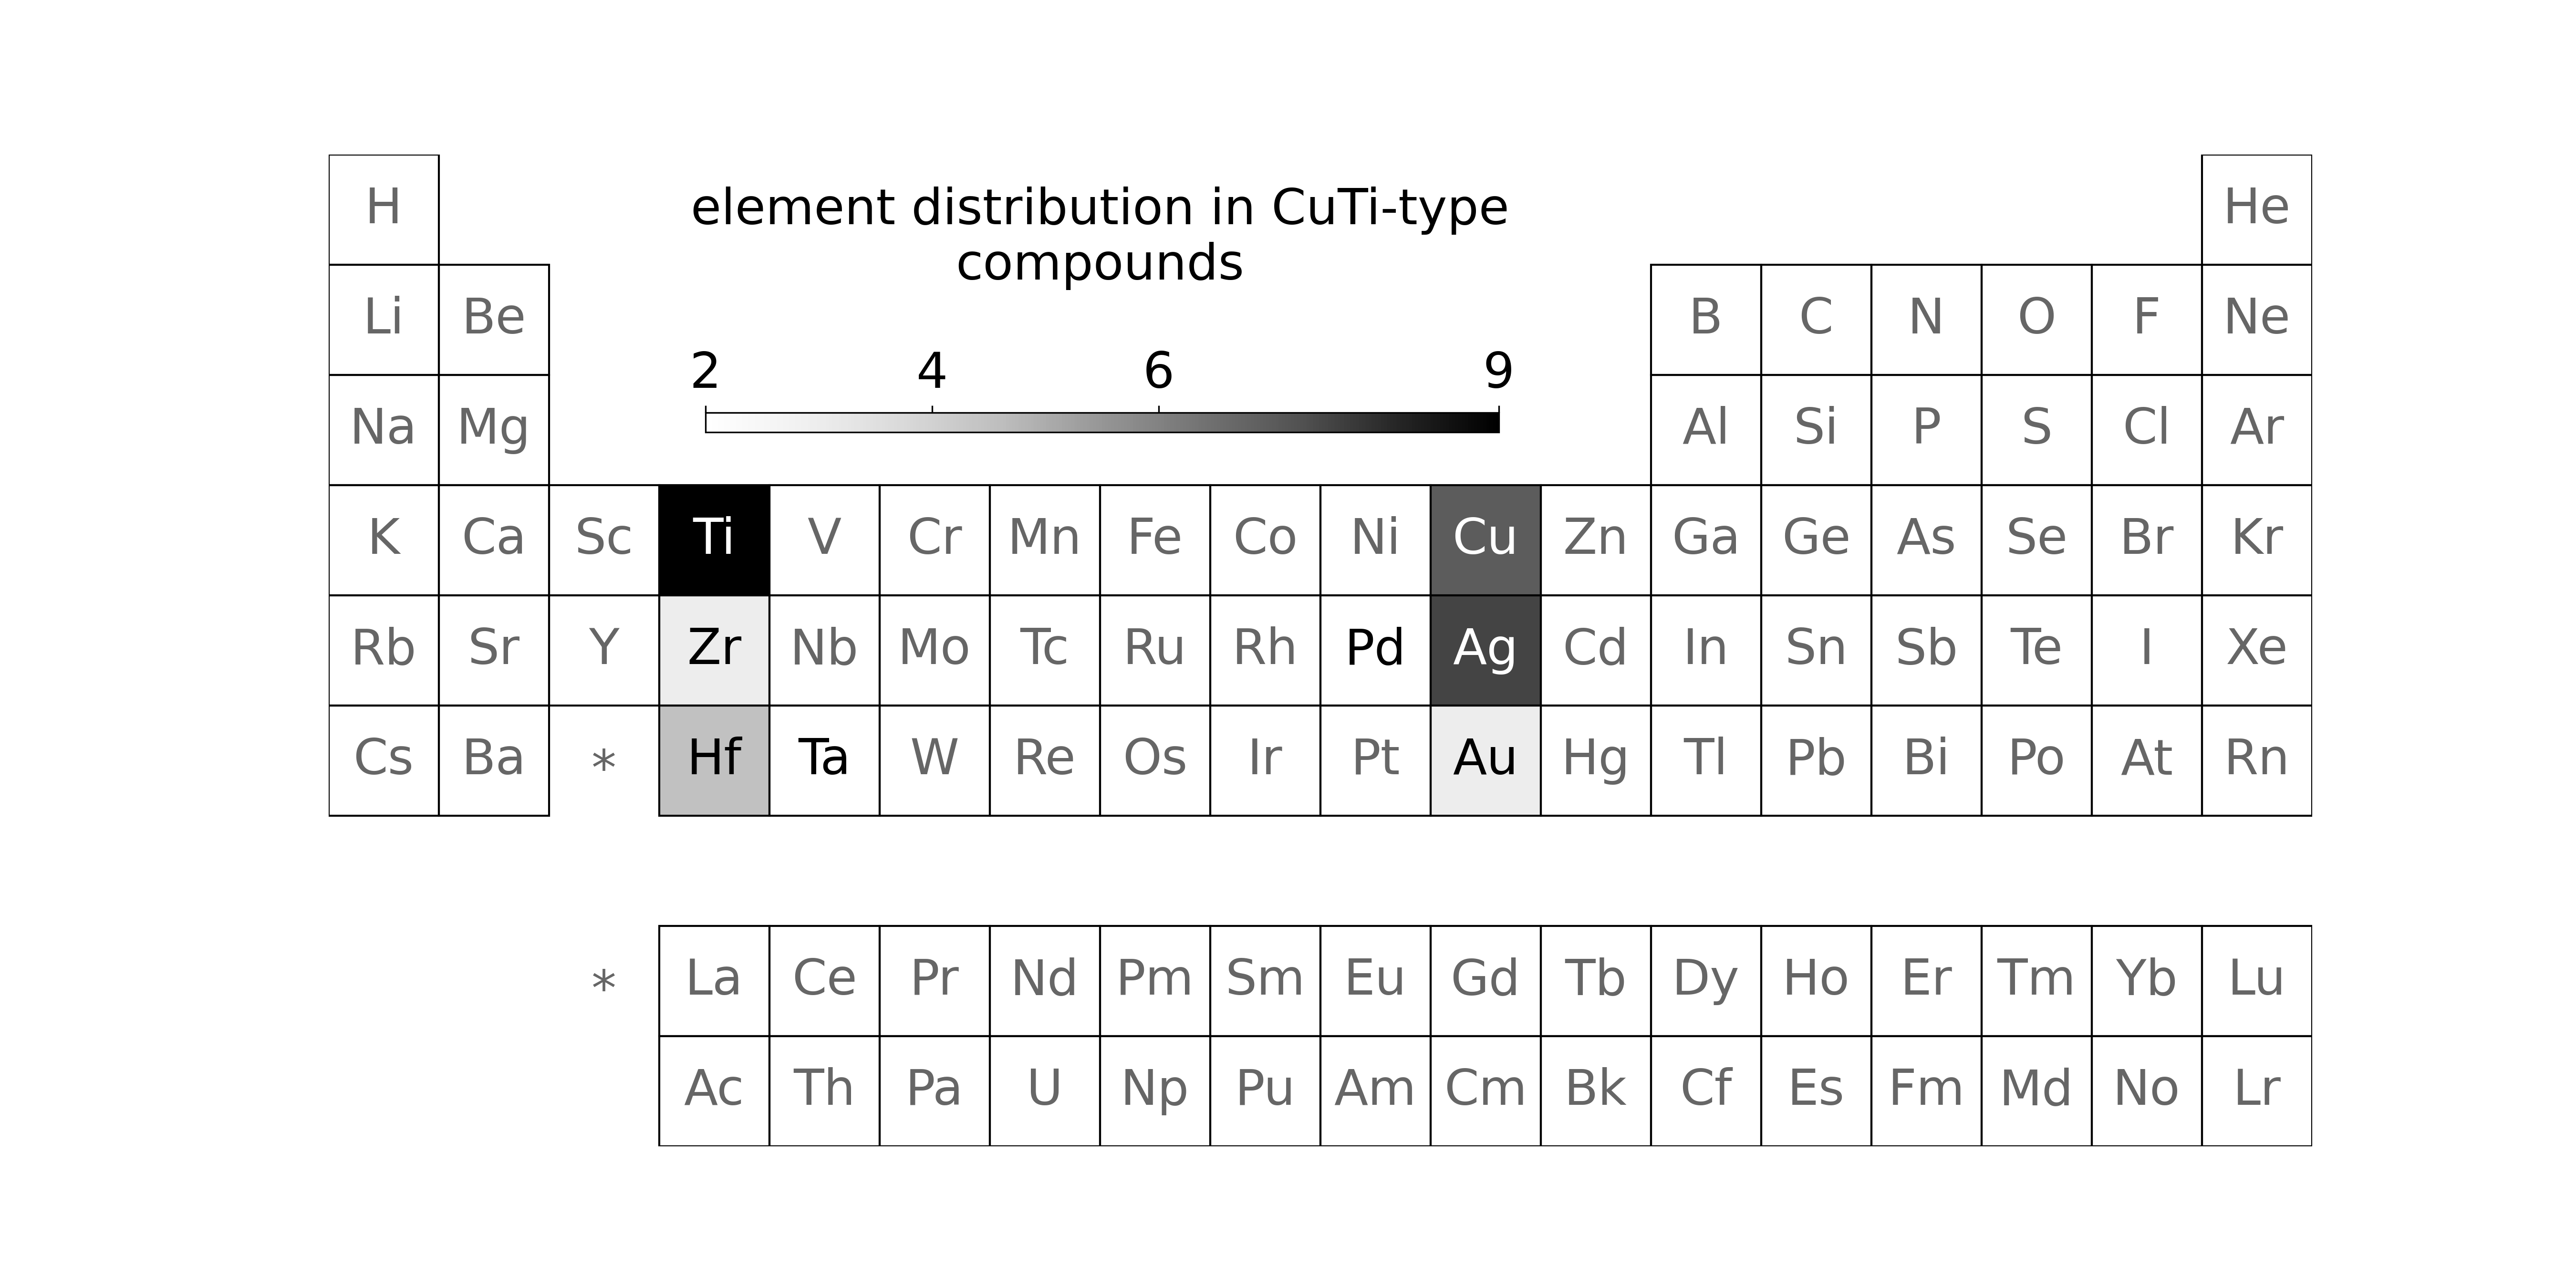 H He
element distribution in CuTi-type
compounds
Li Be B C N O F Ne
2 4 6 9
Na Mg Al Si P S Cl Ar
K Ca Sc Ti V Cr Mn Fe Co Ni Cu Zn Ga Ge As Se Br Kr
Rb Sr Y Zr Nb Mo Tc Ru Rh Pd Ag Cd In Sn Sb Te I Xe
Cs Ba * Hf Ta W Re Os Ir Pt Au Hg Tl Pb Bi Po At Rn
* La Ce Pr Nd Pm Sm Eu Gd Tb Dy Ho Er Tm Yb Lu
Ac Th Pa U Np Pu Am Cm Bk Cf Es Fm Md No Lr